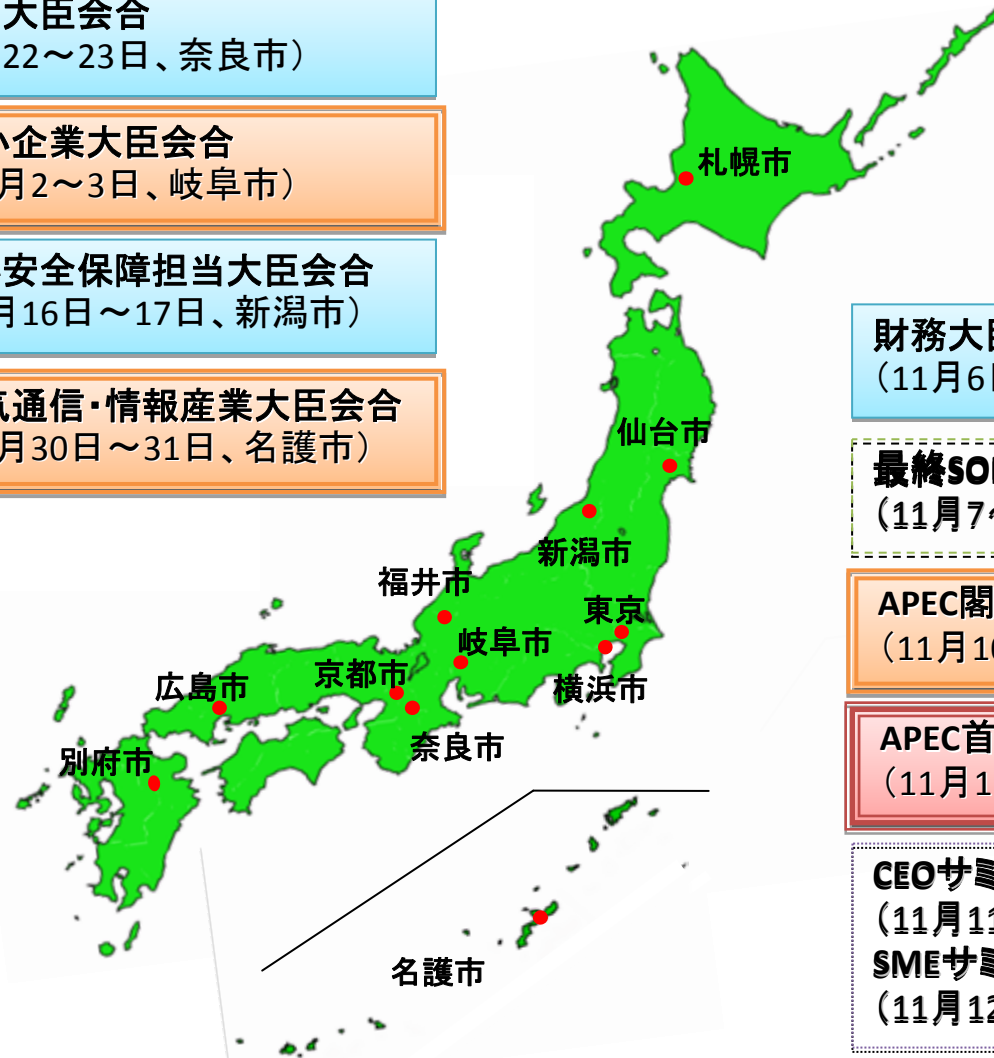 大臣会合
22～23日、奈良市）
企業大臣会合
月2～3日、岐阜市）
安全保障担当大臣会合
月16日～17日、新潟市）
通信・情報産業大臣会合
月30日～31日、名護市）
札幌市
仙台市
新潟市
福井市
東京
岐阜市
京都市
横浜市
広島市
奈良市
別府市
名護市
財務大
（11月6
最終SO
（11月7
APEC閣
（11月1
APEC首
（11月1
CEOサミ
（11月11
SMEサミ
（11月12